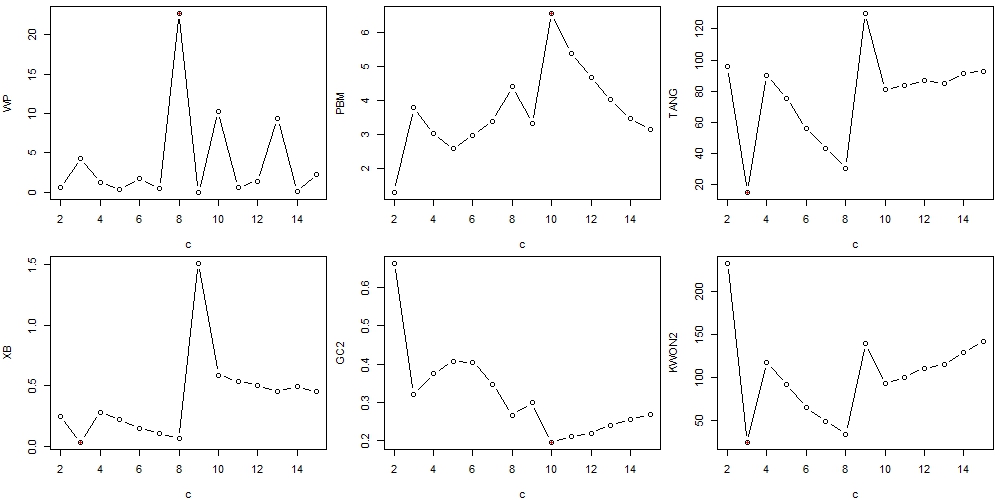 WP
0 5 10 15 20
2 4 6 8 10 12 14
c
PBM
2 3 4 5 6
2 4 6 8 10 12 14
c
TANG
20 40 60 80 100 120
2 4 6 8 10 12 14
c
XB
0.0 0.5 1.0 1.5
2 4 6 8 10 12 14
c
GC2
0.2 0.3 0.4 0.5 0.6
2 4 6 8 10 12 14
c
KWON2
50 100 150 200
2 4 6 8 10 12 14
c